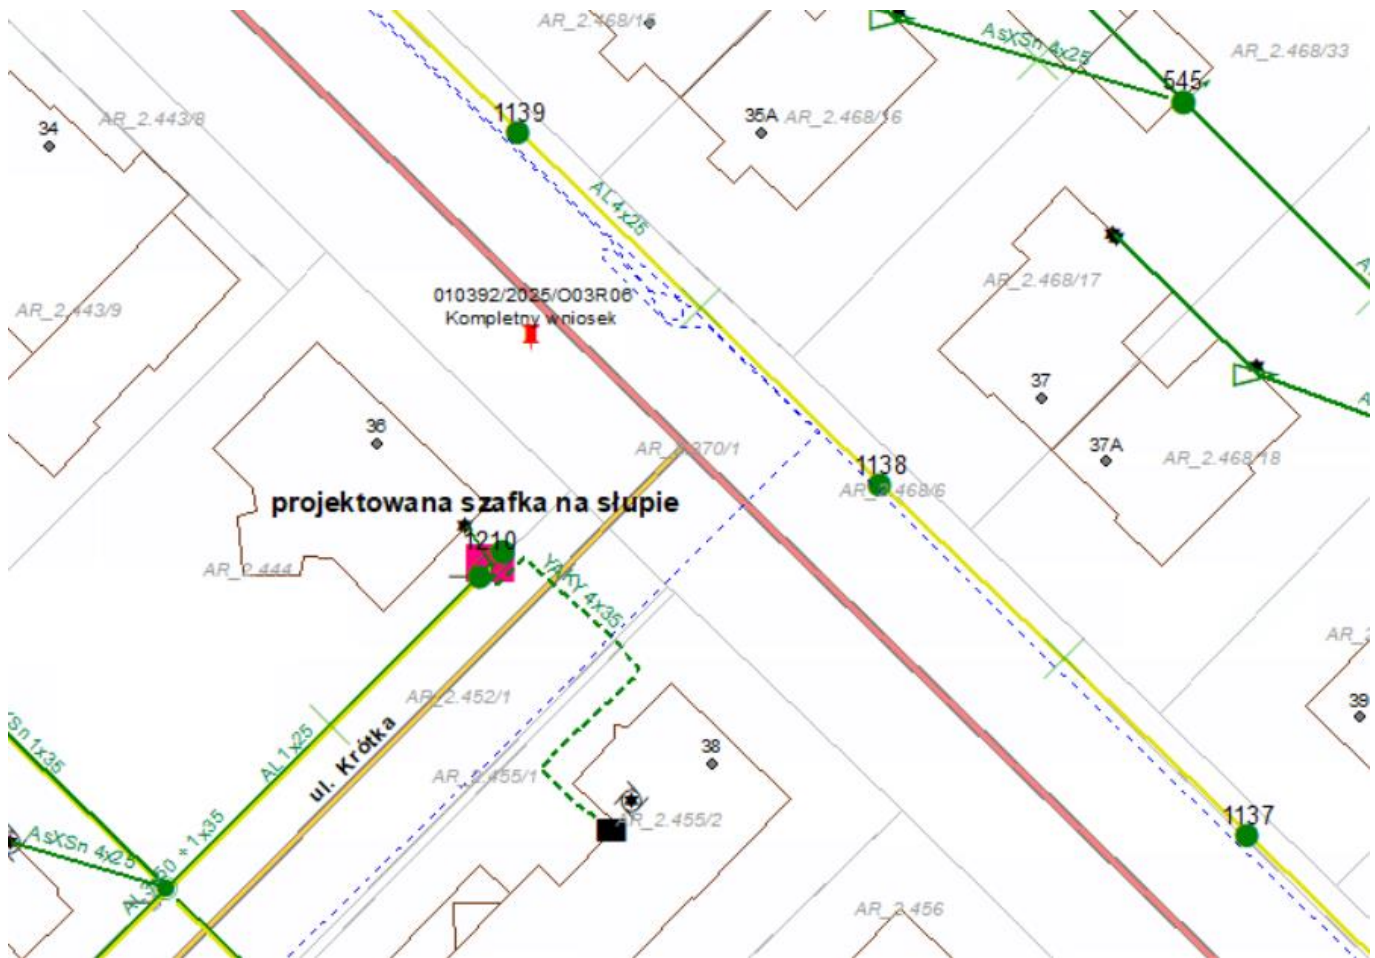 AR_2.468/15
AsXSn 4x25
AR_2.468/33
545
1139
34
AR_2.443/8
35A
AR_2.468/16
AL 4x25
AR_2.468/17
010392/2025/O03R06
Kompletny wniosek
AR_2.443/9
37
36
37A
AR_2.468/18
1138
AR_2.468/6
projektowana szafka na słupie
1210
AR_2.444
YAKY 4x35
AR_2.452/1
39
Sn 1x35
AL 1x25
ul. Krótka
38
AR_2.455/1
AR_2.455/2
1137
AsXSn 4x25
AR_2.456